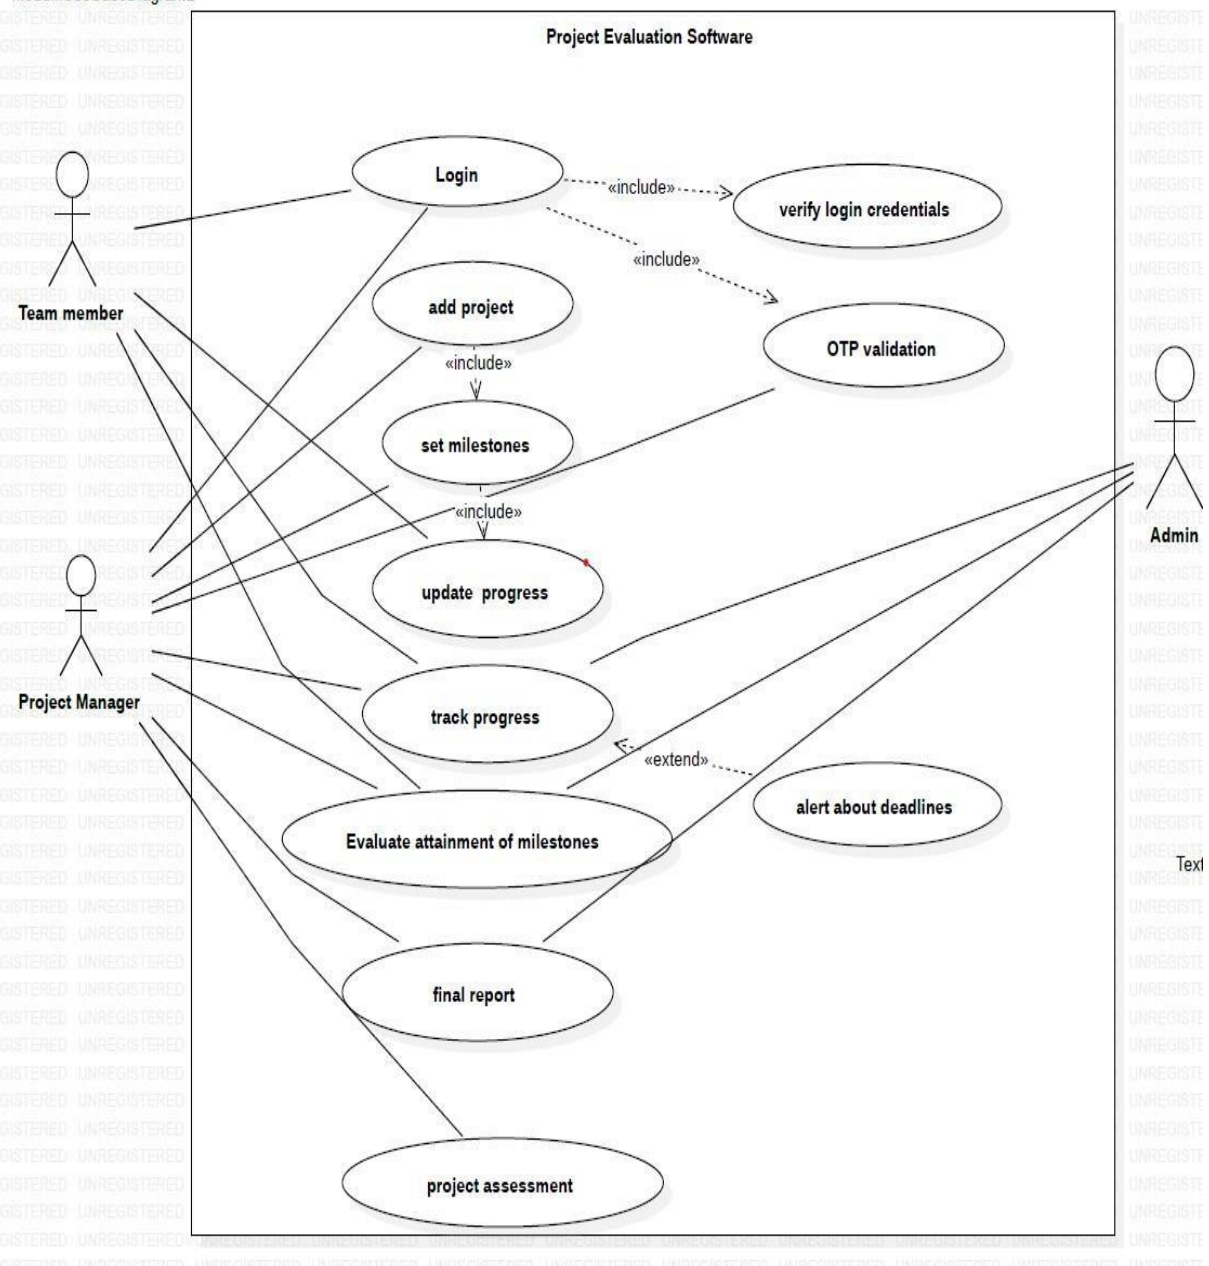 Project Evaluation Software
Login
«include»
verify login credentials
«include»
Team member
add project
OTP validation
«include»
set milestones
«include»
Admin
update  progress
Project Manager
track progress
«extend»
alert about deadlines
Evaluate attainment of milestones
Text
final report
project assessment
UNREGISTERED